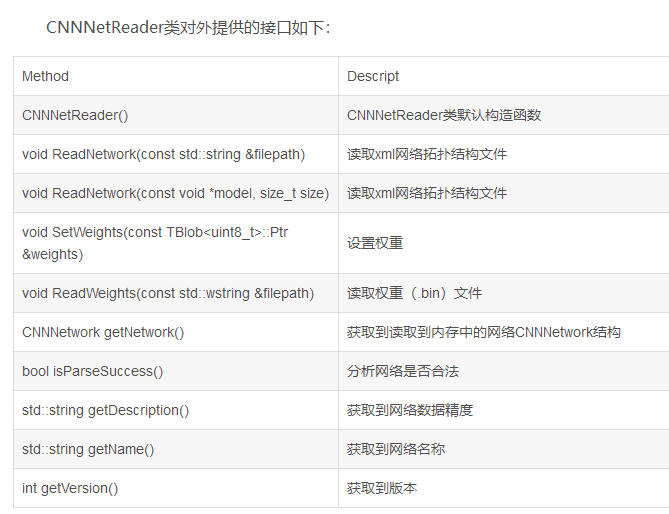 CNNNetReader类对外提供的接口如下：
Method Descript
CNNNetReader() CNNNetReader类默认构造函数
void ReadNetwork(const std::string &filepath) 读取xml网络拓扑结构文件
void ReadNetwork(const void *model, size_t size) 读取xml网络拓扑结构文件
void SetWeights(const TBlob<uint8_t>::Ptr
&weights) 设置权重
void ReadWeights(const std::wstring &filepath) 读取权重（.bin）文件
CNNNetwork getNetwork() 获取到读取到内存中的网络CNNNetwork结构
bool isParseSuccess() 分析网络是否合法
std::string getDescription() 获取到网络数据精度
std::string getName() 获取到网络名称
int getVersion() 获取到版本